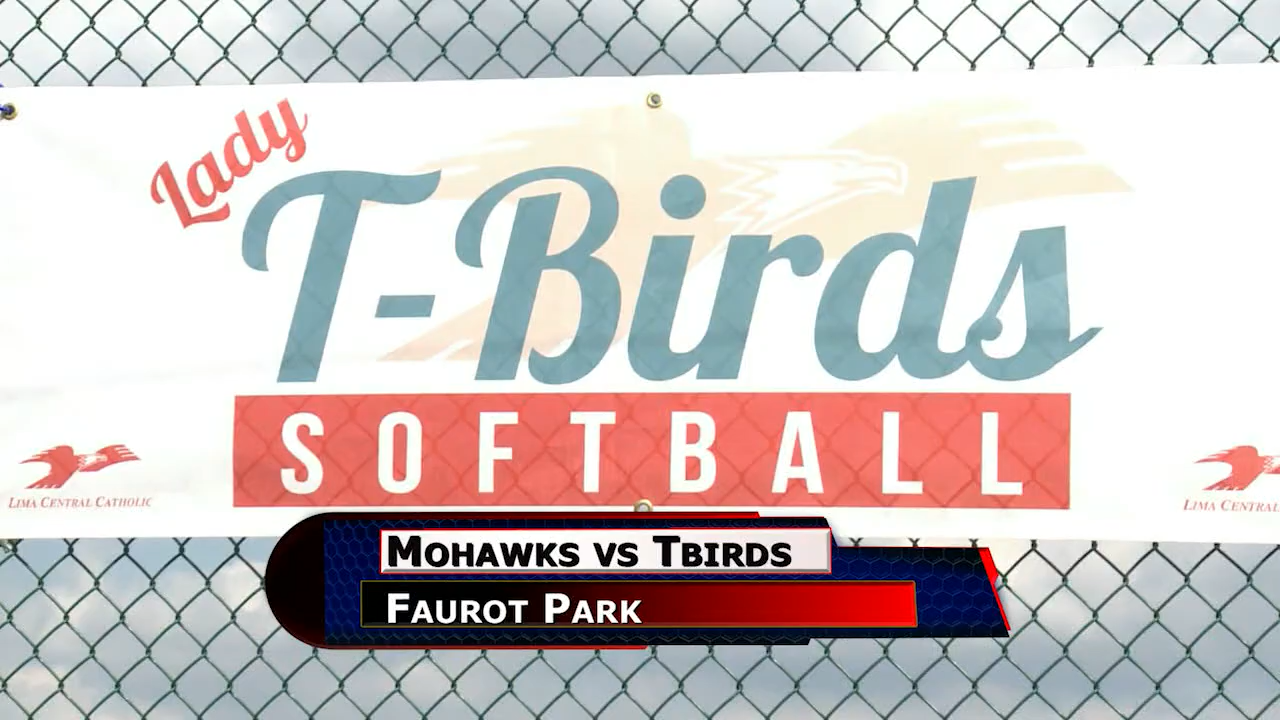 Lady
T-Birds
SOFTBALL
LIMA CENTRAL CATHOLIC
LIMA CENTRAL
MOHAWKS VS TBIRDS
FAUROT PARK